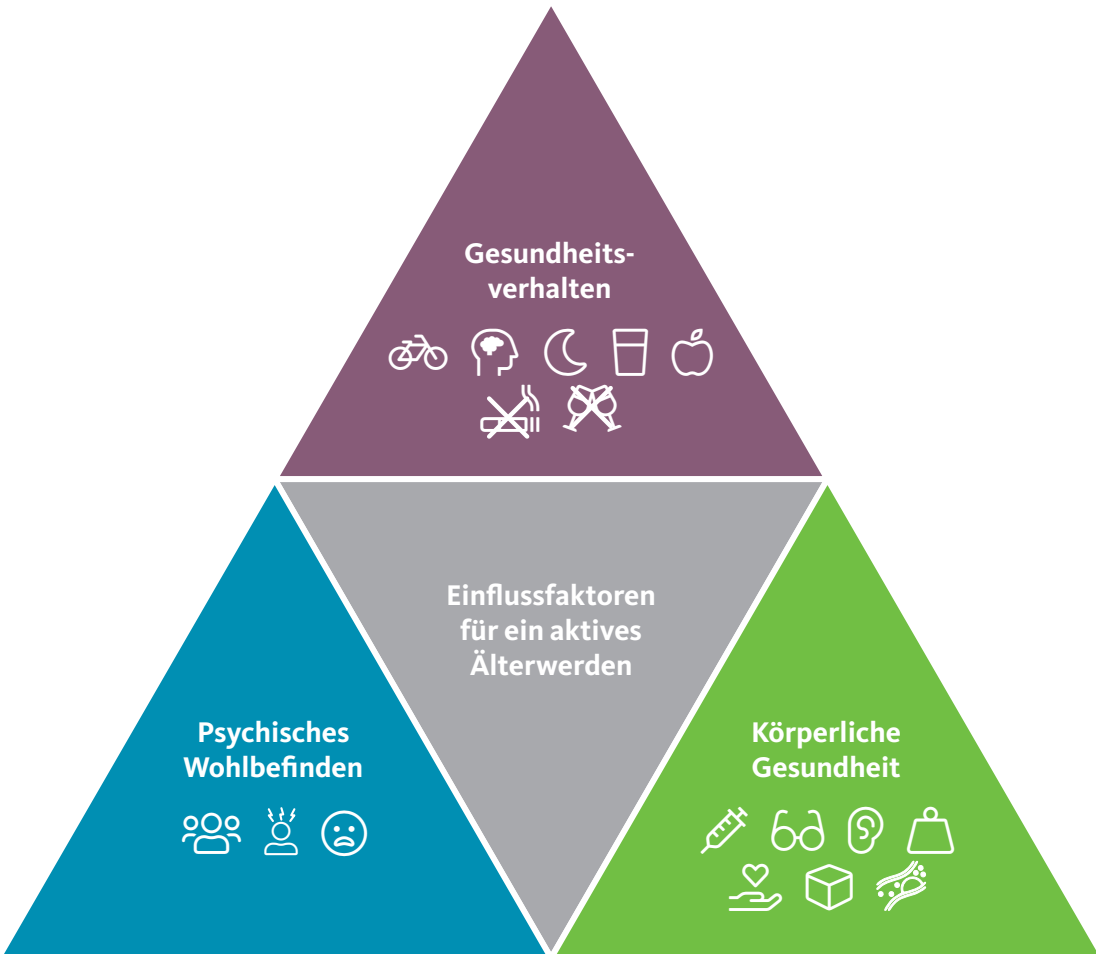 Gesundheits-
verhalten
Einflussfaktoren
für ein aktives
Älterwerden
Psychisches
Wohlbefinden
Körperliche
Gesundheit